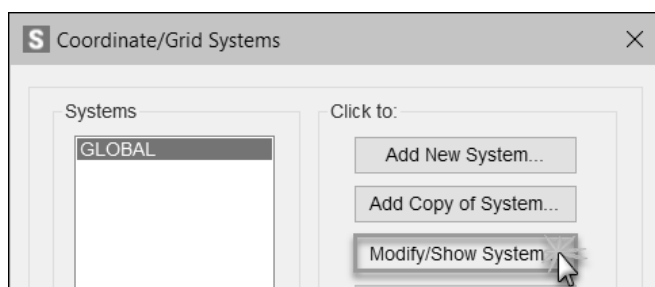 S Coordinate/Grid Systems
Systems
GLOBAL
Click to:
Add New System...
Add Copy of System...
Modify/Show System